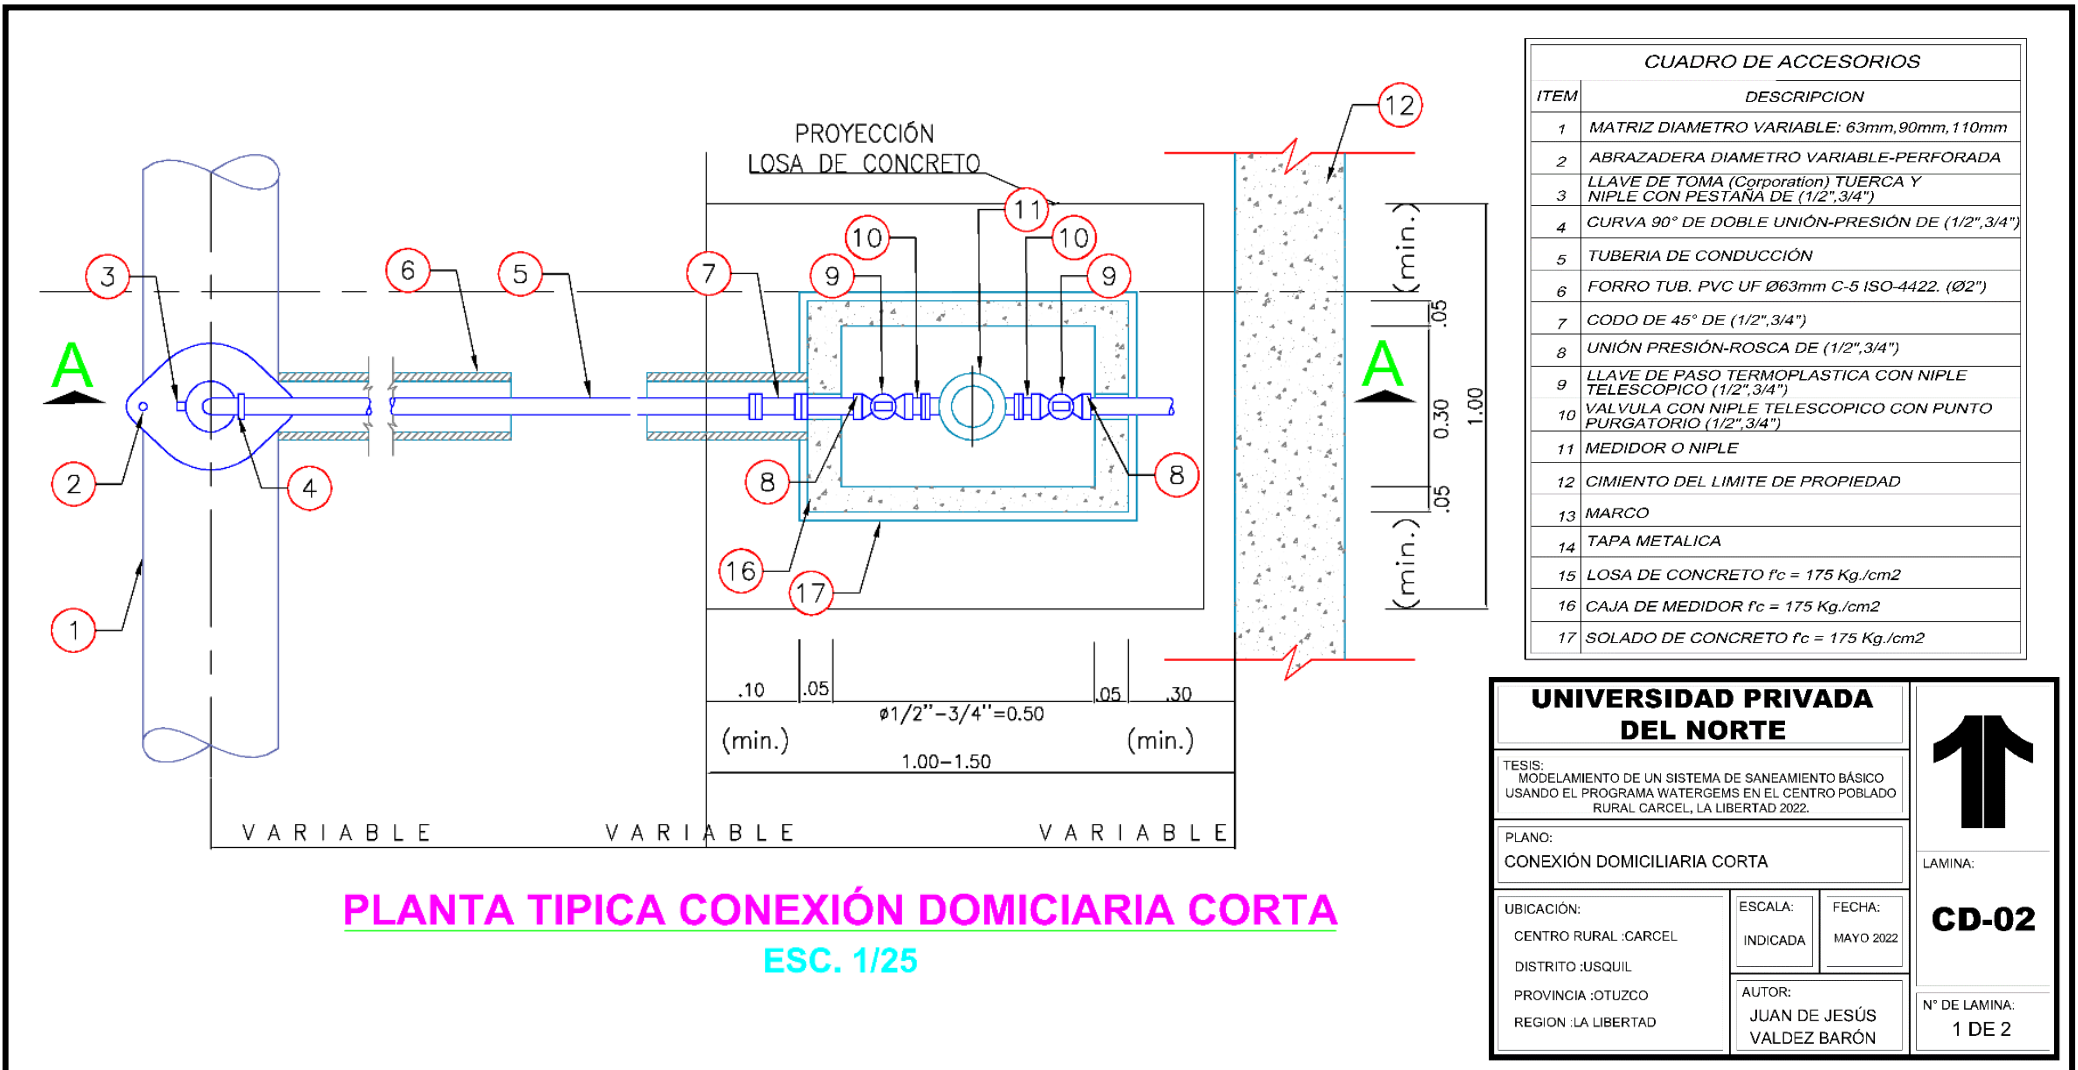 PROYECCIÓN
LOSA DE CONCRETO
12
11
10
10
9
9
3
6
5
7
A
A
2
4
8
8
16
17
1
(min.)
.05
0.30
1.00
.05
(min.)
.10
.05
.05
.30
ø1/2"-3/4"=0.50
(min.)
(min.)
1.00-1.50
VARIABLE
VARIABLE
VARIABLE
PLANTA TIPICA CONEXIÓN DOMICIARIA CORTA
ESC. 1/25
CUADRO DE ACCESORIOS
ITEM DESCRIPCION
1 MATRIZ DIAMETRO VARIABLE: 63mm,90mm,110mm
2 ABRAZADERA DIAMETRO VARIABLE-PERFORADA
3 LLAVE DE TOMA (Corporation) TUERCA Y
NIPLE CON PESTAÑA DE (1/2",3/4")
4 CURVA 90° DE DOBLE UNIÓN-PRESIÓN DE (1/2",3/4")
5 TUBERIA DE CONDUCCIÓN
6 FORRO TUB. PVC UF Ø63mm C-5 ISO-4422. (Ø2")
7 CODO DE 45° DE (1/2",3/4")
8 UNIÓN PRESIÓN-ROSCA DE (1/2",3/4")
9 LLAVE DE PASO TERMOPLASTICA CON NIPLE
TELESCOPICO (1/2",3/4")
10 VALVULA CON NIPLE TELESCOPICO CON PUNTO
PURGATORIO (1/2",3/4")
11 MEDIDOR O NIPLE
12 CIMIENTO DEL LIMITE DE PROPIEDAD
13 MARCO
14 TAPA METALICA
15 LOSA DE CONCRETO f'c = 175 Kg./cm2
16 CAJA DE MEDIDOR f'c = 175 Kg./cm2
17 SOLADO DE CONCRETO f'c = 175 Kg./cm2
UNIVERSIDAD PRIVADA
DEL NORTE
TESIS:
MODELAMIENTO DE UN SISTEMA DE SANEAMIENTO BÁSICO
USANDO EL PROGRAMA WATERGEMS EN EL CENTRO POBLADO
RURAL CARCEL, LA LIBERTAD 2022.
PLANO:
CONEXIÓN DOMICILIARIA CORTA
UBICACIÓN:
CENTRO RURAL :CARCEL
DISTRITO :USQUIL
PROVINCIA :OTUZCO
REGION :LA LIBERTAD
ESCALA:
INDICADA
FECHA:
MAYO 2022
AUTOR:
JUAN DE JESÚS
VALDEZ BARÓN
LAMINA:
CD-02
N° DE LAMINA:
1 DE 2